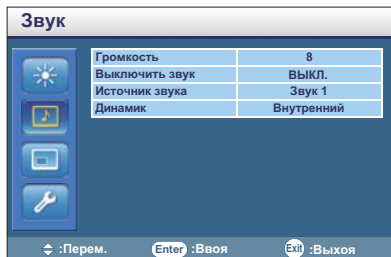 Звук
Громкость 8
Выключить звук ВЫКЛ.
Источник звука Звук 1
Динамик Внутренний
:Перем. Enter :Ввоя Exit :Выхоя